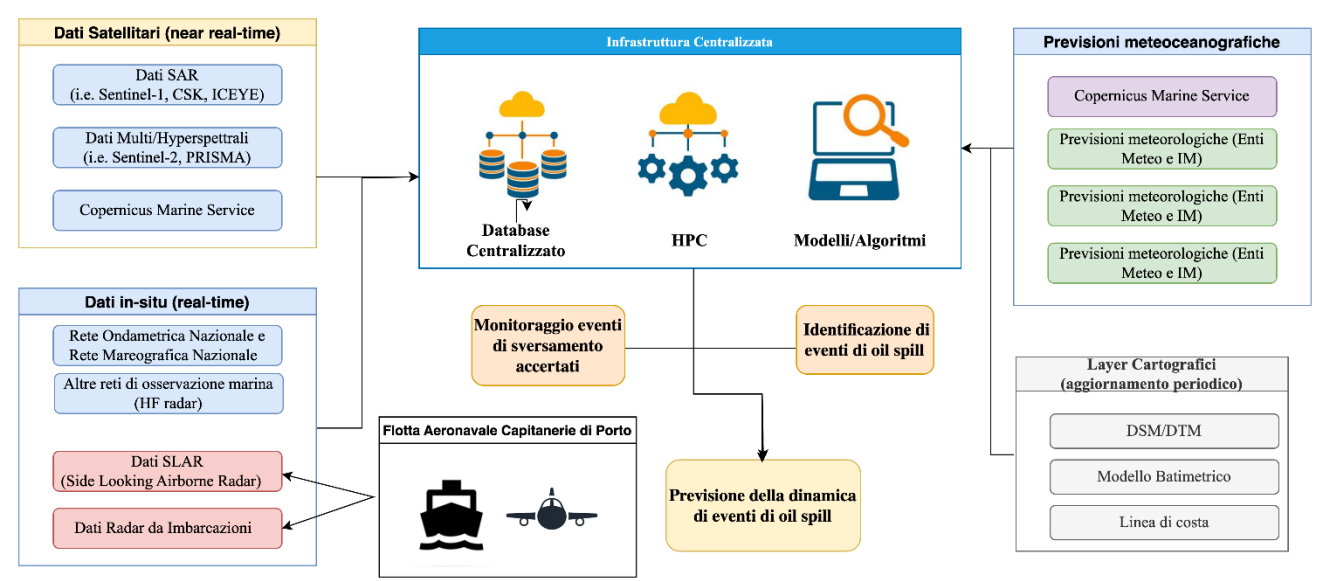 Dati Satellitari (near real-time)
Dati SAR
(i.e. Sentinel-1, CSK, ICEYE)
Dati Multi/Hyperspettrali
(i.e. Sentinel-2, PRISMA)
Copernicus Marine Service
Dati in-situ (real-time)
Rete Ondametrica Nazionale e
Rete Mareografica Nazionale
Altre reti di osservazione marina
(HF radar)
Dati SLAR
(Side Looking Airborne Radar)
Dati Radar da Imbarcazioni
Infrastruttura Centralizzata
Database
Centralizzato
HPC
Modelli/Algoritmi
Monitoraggio eventi
di sversamento
accertati
Identificazione di
eventi di oil spill
Flotta Aeronavale Capitanerie di Porto
Previsione della dinamica
di eventi di oil spill
Previsioni meteoceanografiche
Copernicus Marine Service
Previsioni meteorologiche (Enti
Meteo e IM)
Previsioni meteorologiche (Enti
Meteo e IM)
Previsioni meteorologiche (Enti
Meteo e IM)
Layer Cartografici
(aggiornamento periodico)
DSM/DTM
Modello Batimetrico
Linea di costa